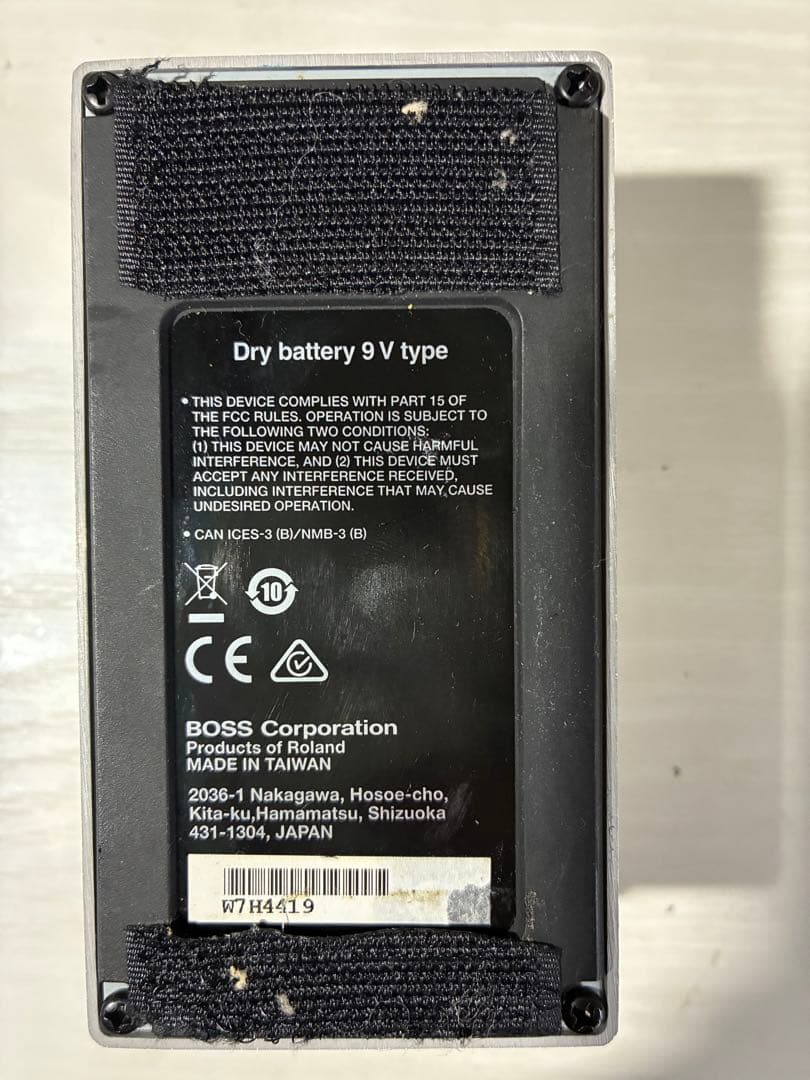 Dry battery 9 V type
• THIS DEVICE COMPLIES WITH PART 15 OF
THE FCC RULES. OPERATION IS SUBJECT TO
THE FOLLOWING TWO CONDITIONS:
(1) THIS DEVICE MAY NOT CAUSE HARMFUL
INTERFERENCE, AND (2) THIS DEVICE MUST
ACCEPT ANY INTERFERENCE RECEIVED,
INCLUDING INTERFERENCE THAT MAY CAUSE
UNDESIRED OPERATION.
• CAN ICES-3 (B)/NMB-3 (B)
10
CE
BOSS Corporation
Products of Roland
MADE IN TAIWAN
2036-1 Nakagawa, Hosoe-cho,
Kita-ku,Hamamatsu, Shizuoka
431-1304, JAPAN
W7H4419